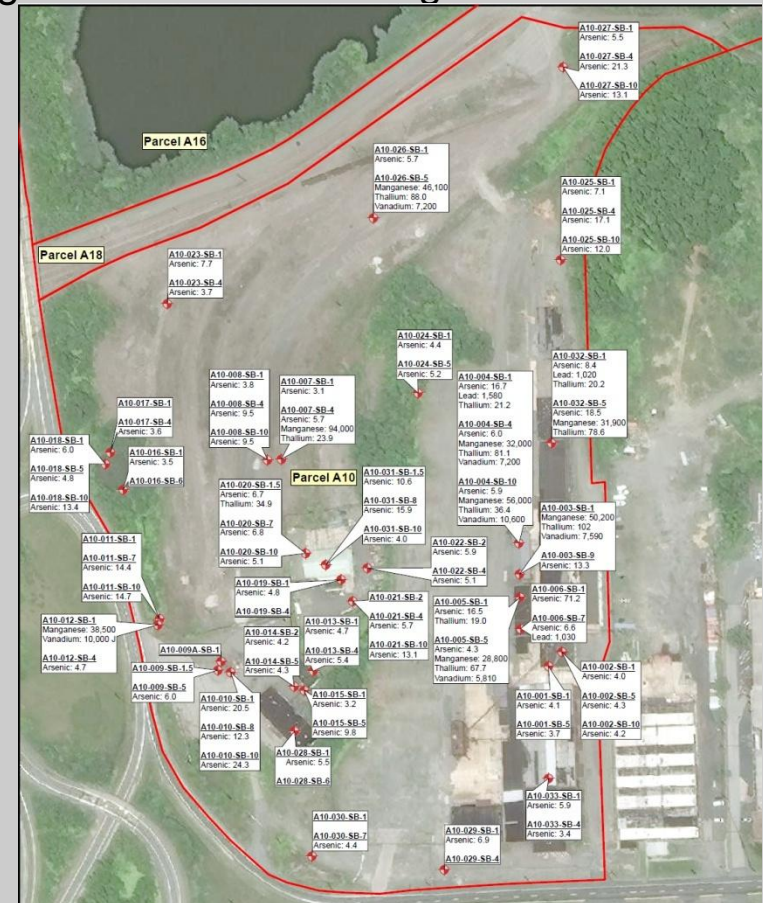 A10-027-SB-1
Arsenic: 5.5
A10-027-SB-4
Arsenic: 21.3
A10-027-SB-10
Arsenic: 13.1
Parcel A16
A10-026-SB-1
Arsenic: 5.7
A10-026-SB-5
Manganese: 46,100
Thallium: 88.0
Vanadium: 7,200
A10-025-SB-1
Arsenic: 7.1
A10-025-SB-4
Arsenic: 17.1
A10-025-SB-10
Arsenic: 12.0
Parcel A18
A10-023-SB-1
Arsenic: 7.7
A10-023-SB-4
Arsenic: 3.7
A10-024-SB-1
Arsenic: 4.4
A10-024-SB-5
Arsenic: 5.2
A10-032-SB-1
Arsenic: 8.4
Lead: 1,020
Thallium: 20.2
A10-032-SB-5
Arsenic: 18.5
Manganese: 31,900
Thallium: 78.6
A10-008-SB-1
Arsenic: 3.8
A10-008-SB-4
Arsenic: 9.5
A10-008-SB-10
Arsenic: 9.5
A10-007-SB-1
Arsenic: 3.1
A10-007-SB-4
Arsenic: 5.7
Manganese: 94,000
Thallium: 23.9
A10-004-SB-1
Arsenic: 16.7
Lead: 1,580
Thallium: 21.2
A10-004-SB-4
Arsenic: 6.0
Manganese: 32,000
Thallium: 81.1
Vanadium: 7,200
A10-004-SB-10
Arsenic: 5.9
Manganese: 56,000
Thallium: 36.4
Vanadium: 10,600
A10-017-SB-1
A10-017-SB-4
Arsenic: 3.6
A10-018-SB-1
Arsenic: 6.0
A10-018-SB-5
Arsenic: 4.8
A10-018-SB-10
Arsenic: 13.4
A10-016-SB-1
Arsenic: 3.5
A10-016-SB-6
Parcel A10
A10-020-SB-1.5
Arsenic: 6.7
Thallium: 34.9
A10-020-SB-7
Arsenic: 6.8
A10-020-SB-10
Arsenic: 5.1
A10-031-SB-1.5
Arsenic: 10.6
A10-031-SB-8
Arsenic: 15.9
A10-031-SB-10
Arsenic: 4.0
A10-003-SB-1
Manganese: 50,200
Thallium: 102
Vanadium: 7,590
A10-003-SB-9
Arsenic: 13.3
A10-011-SB-1
A10-011-SB-7
Arsenic: 14.4
A10-011-SB-10
Arsenic: 14.7
A10-022-SB-2
Arsenic: 5.9
A10-022-SB-4
Arsenic: 5.1
A10-019-SB-1
Arsenic: 4.8
A10-019-SB-4
A10-021-SB-2
A10-021-SB-4
Arsenic: 5.7
A10-021-SB-10
Arsenic: 13.1
A10-006-SB-1
Arsenic: 71.2
A10-006-SB-7
Arsenic: 6.6
Lead: 1,030
A10-005-SB-1
Arsenic: 16.5
Thallium: 19.0
A10-005-SB-5
Arsenic: 4.3
Manganese: 28,800
Thallium: 67.7
Vanadium: 5,810
A10-012-SB-1
Manganese: 38,500
Vanadium: 10,000 J
A10-012-SB-4
Arsenic: 4.7
A10-014-SB-2
Arsenic: 4.2
A10-014-SB-5
Arsenic: 4.3
A10-013-SB-1
Arsenic: 4.7
A10-013-SB-4
Arsenic: 5.4
A10-009A-SB-1
A10-009-SB-1.5
A10-009-SB-5
Arsenic: 6.0
A10-010-SB-1
Arsenic: 20.5
A10-010-SB-8
Arsenic: 12.3
A10-010-SB-10
Arsenic: 24.3
A10-015-SB-1
Arsenic: 3.2
A10-015-SB-5
Arsenic: 9.8
A10-001-SB-1
Arsenic: 4.1
A10-001-SB-5
Arsenic: 3.7
A10-002-SB-1
Arsenic: 4.0
A10-002-SB-5
Arsenic: 4.3
A10-002-SB-10
Arsenic: 4.2
A10-028-SB-1
Arsenic: 5.5
A10-028-SB-6
A10-033-SB-1
Arsenic: 5.9
A10-033-SB-4
Arsenic: 3.4
A10-030-SB-1
A10-030-SB-7
Arsenic: 4.4
A10-029-SB-1
Arsenic: 6.9
A10-029-SB-4